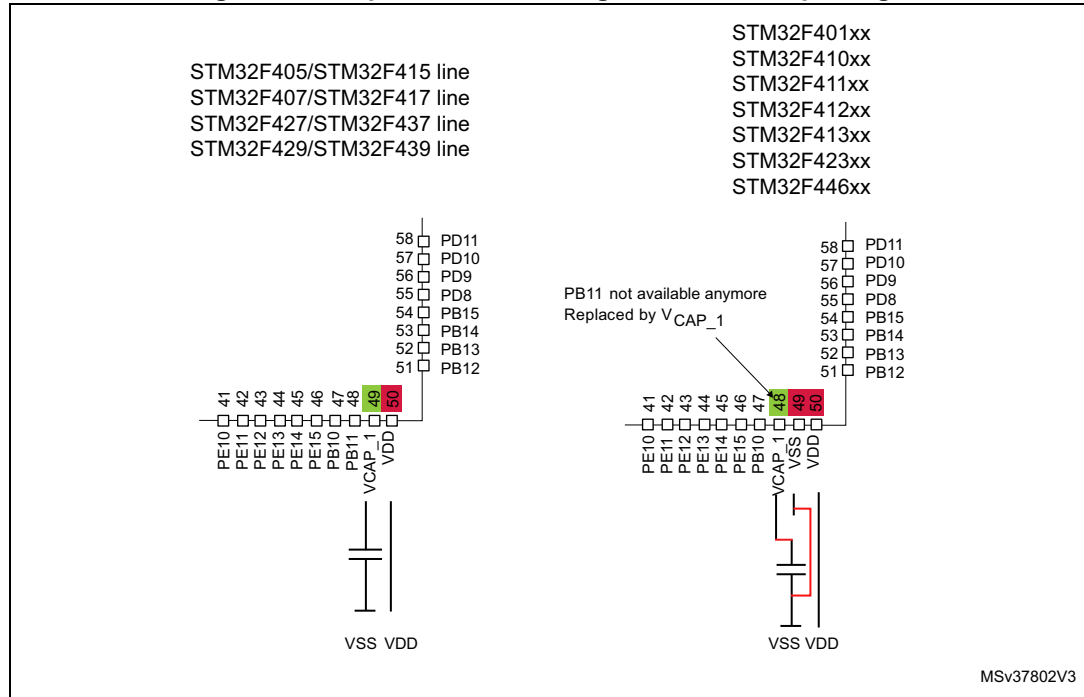 STM32F405/STM32F415 line
STM32F407/STM32F417 line
STM32F427/STM32F437 line
STM32F429/STM32F439 line
58 PD11
57 PD10
56 PD9
55 PD8
54 PB15
53 PB14
52 PB13
51 PB12
41 42 43 44 45 46 47 48 49 50
PE10 PE11 PE12 PE13 PE14 PE15 PB10 PB11 VCAP_1 VDD
VSS VDD
STM32F401xx
STM32F410xx
STM32F411xx
STM32F412xx
STM32F413xx
STM32F423xx
STM32F446xx
58 PD11
57 PD10
56 PD9
55 PD8
54 PB15
53 PB14
52 PB13
51 PB12
PB11 not available anymore
Replaced by VCAP_1
41 42 43 44 45 46 47 48 49 50
PE10 PE11 PE12 PE13 PE14 PE15 PB10 VCAP_1 VSS VDD
VSS VDD
MSv37802V3